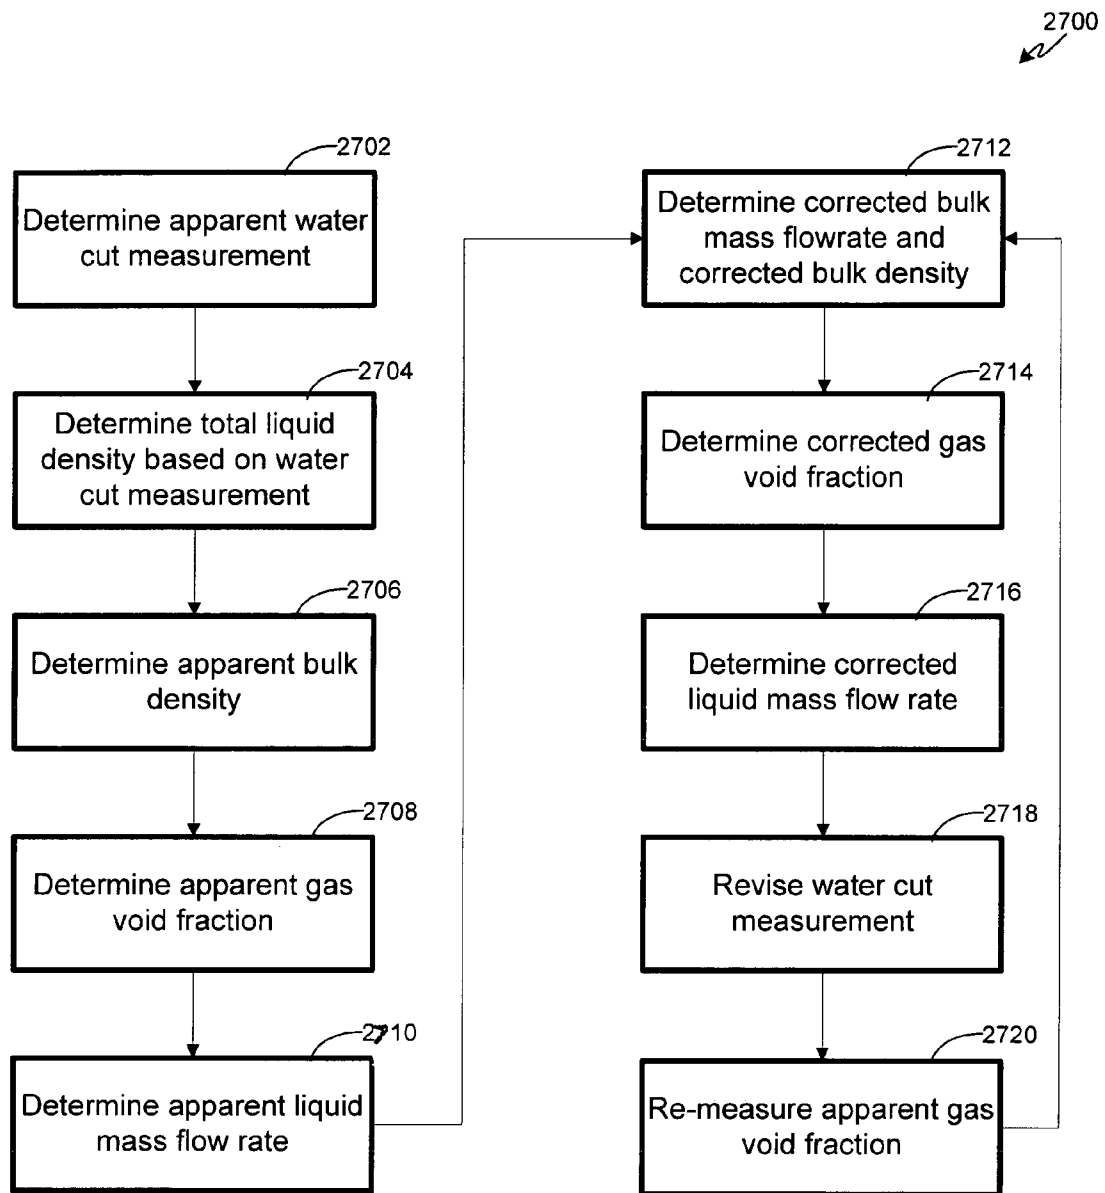 2700
2702
Determine apparent water
cut measurement
2704
Determine total liquid
density based on water
cut measurement
2706
Determine apparent bulk
density
2708
Determine apparent gas
void fraction
2710
Determine apparent liquid
mass flow rate
2712
Determine corrected bulk
mass flowrate and
corrected bulk density
2714
Determine corrected gas
void fraction
2716
Determine corrected
liquid mass flow rate
2718
Revise water cut
measurement
2720
Re-measure apparent gas
void fraction